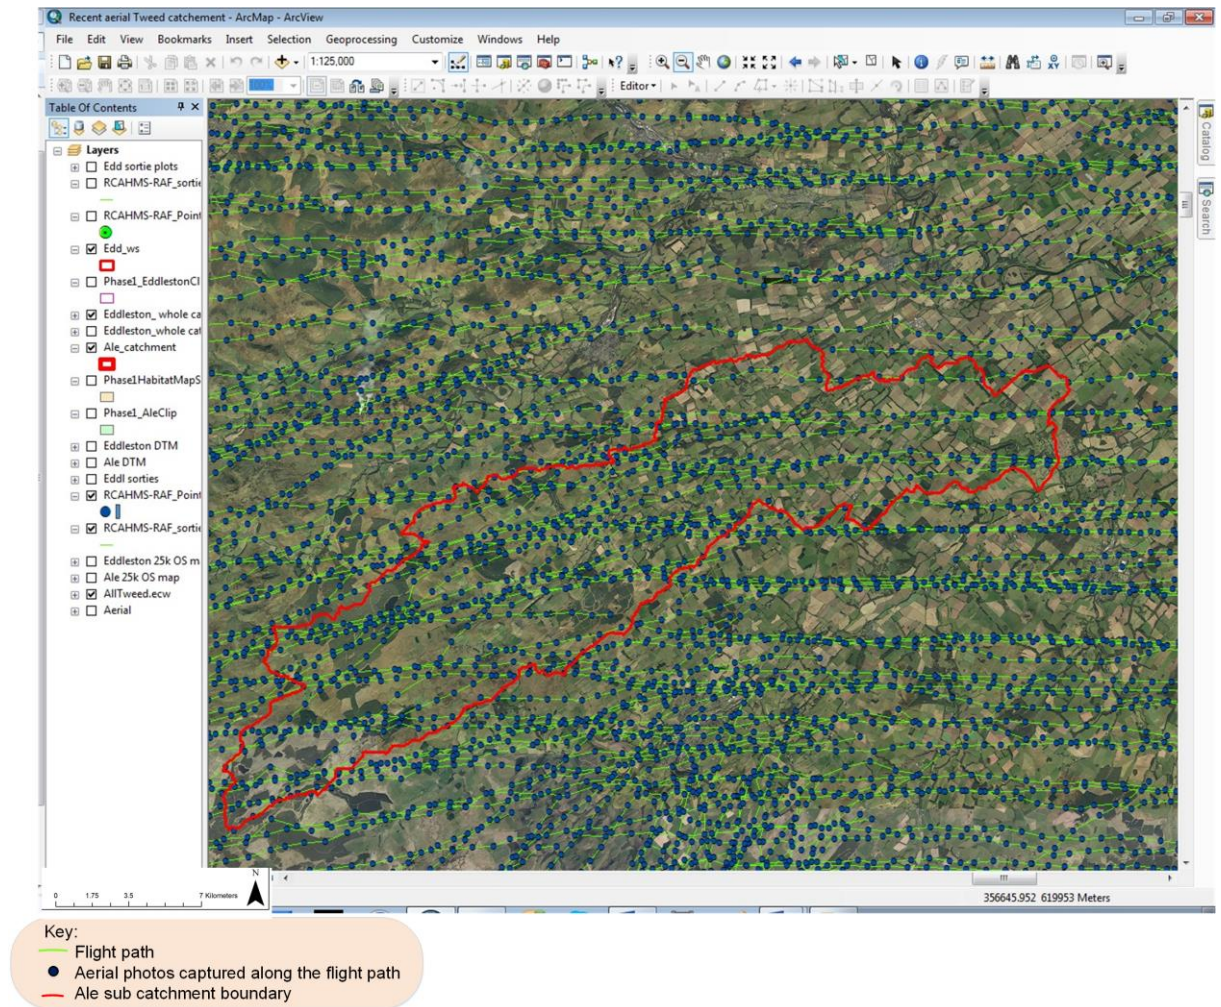 Recent aerial Tweed catchement - ArcMap - ArcView
File Edit View Bookmarks Insert Selection Geoprocessing Customize Windows Help
1:125,000
100%
Editor
Table Of Contents
Layers
Edd sortie plots
RCAHMS-RAF_sortie
RCAHMS-RAF_Point
Edd_ws
Phase1_EddlestonCl
Eddleston_ whole ca
Eddleston_whole cat
Ale_catchment
Phase1HabitatMapS
Phase1_AleClip
Eddleston DTM
Ale DTM
Eddl sorties
RCAHMS-RAF_Point
RCAHMS-RAF_sortie
Eddleston 25k OS m
Ale 25k OS map
AllTweed.ecw
Aerial
Catalog
Search
N
0 1.75 3.5 7 Kilometers
356645.952 619953 Meters
Key:
Flight path
Aerial photos captured along the flight path
Ale sub catchment boundary